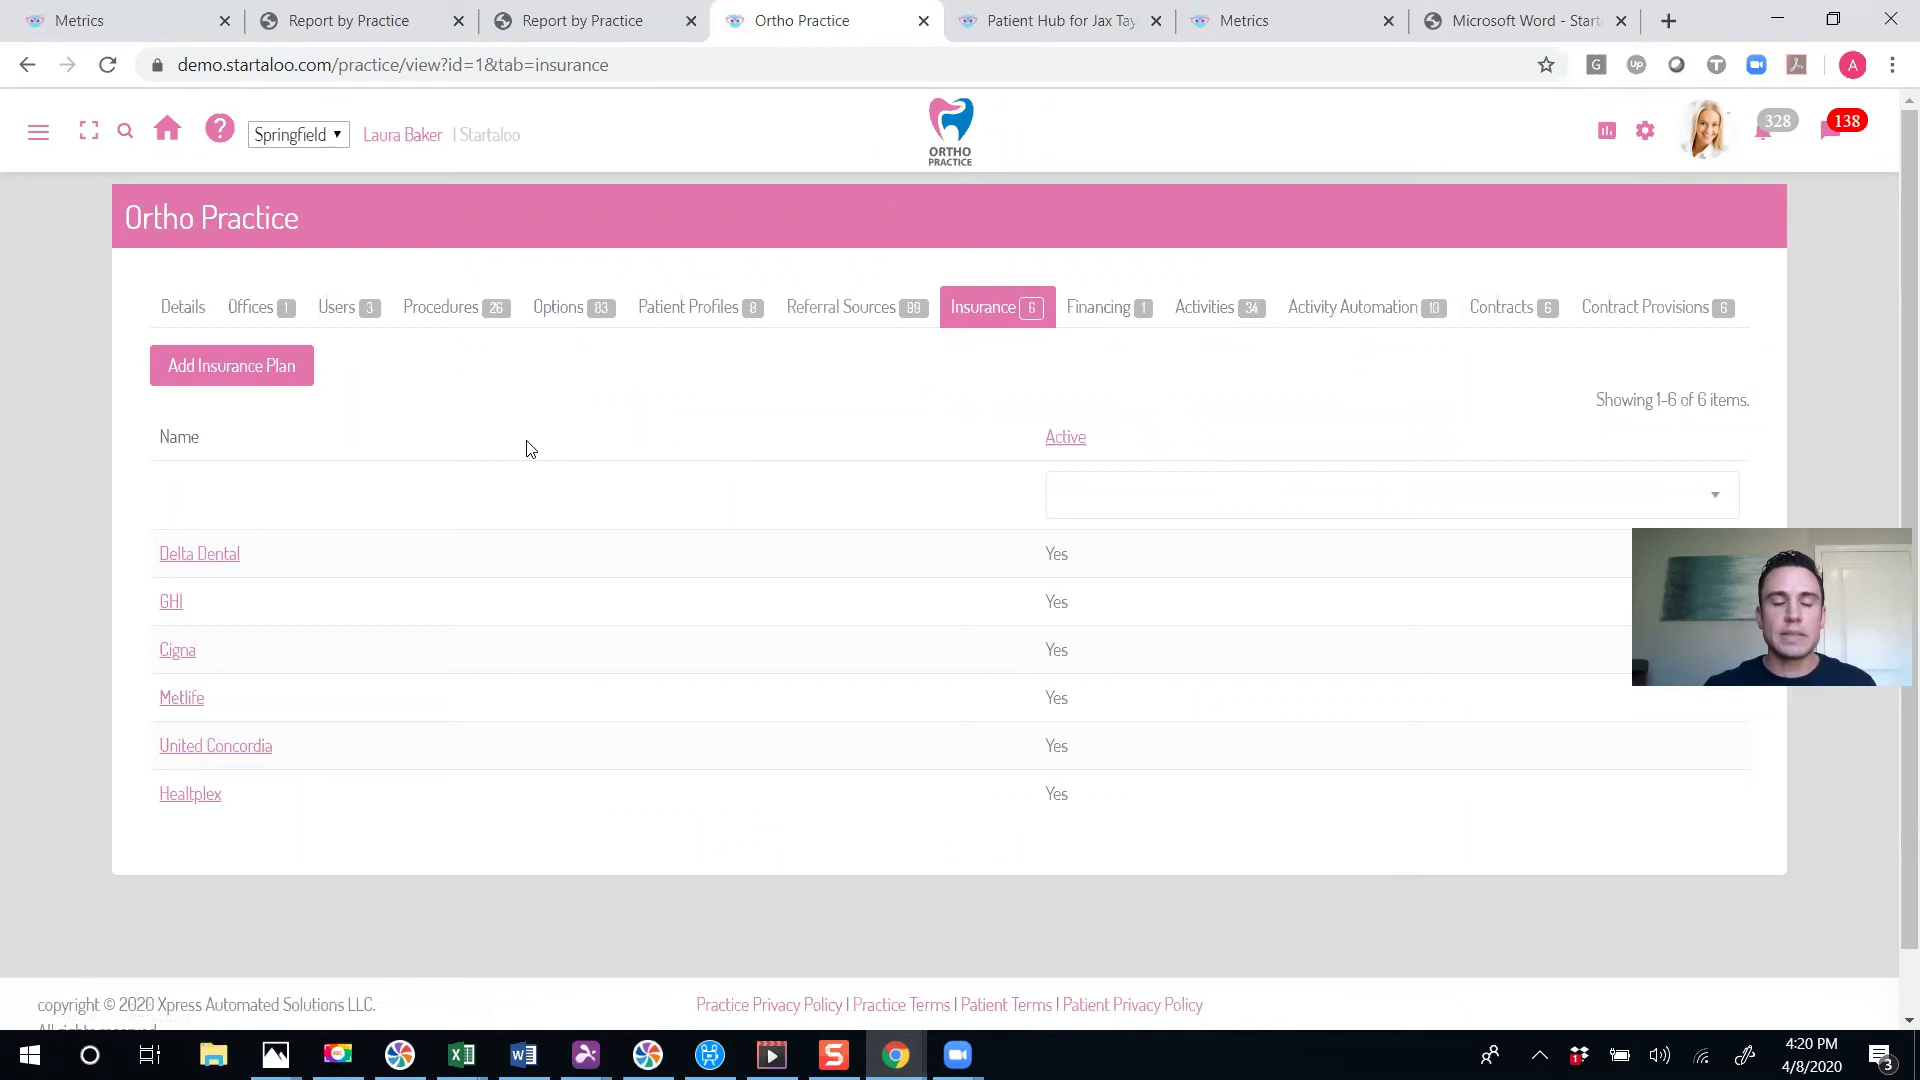 Metrics
Report by Practice
Report by Practice
Ortho Practice
Patient Hub for Jax Tay
Metrics
Microsoft Word - Start
demo.startaloo.com/practice/view?id=1&tab=insurance
Springfield
Laura Baker | Startaloo
ORTHO
PRACTICE
328
138
Ortho Practice
Details
Offices 1
Users 3
Procedures 26
Options 83
Patient Profiles 8
Referral Sources 99
Insurance 6
Financing 1
Activities 34
Activity Automation 10
Contracts 6
Contract Provisions 6
Add Insurance Plan
Showing 1-6 of 6 items.
Name
Active
Delta Dental
Yes
GHI
Yes
Cigna
Yes
Metlife
Yes
United Concordia
Yes
Healtplex
Yes
copyright © 2020 Xpress Automated Solutions LLC.
All rights reserved
Practice Privacy Policy | Practice Terms | Patient Terms | Patient Privacy Policy
4:20 PM
4/8/2020
3